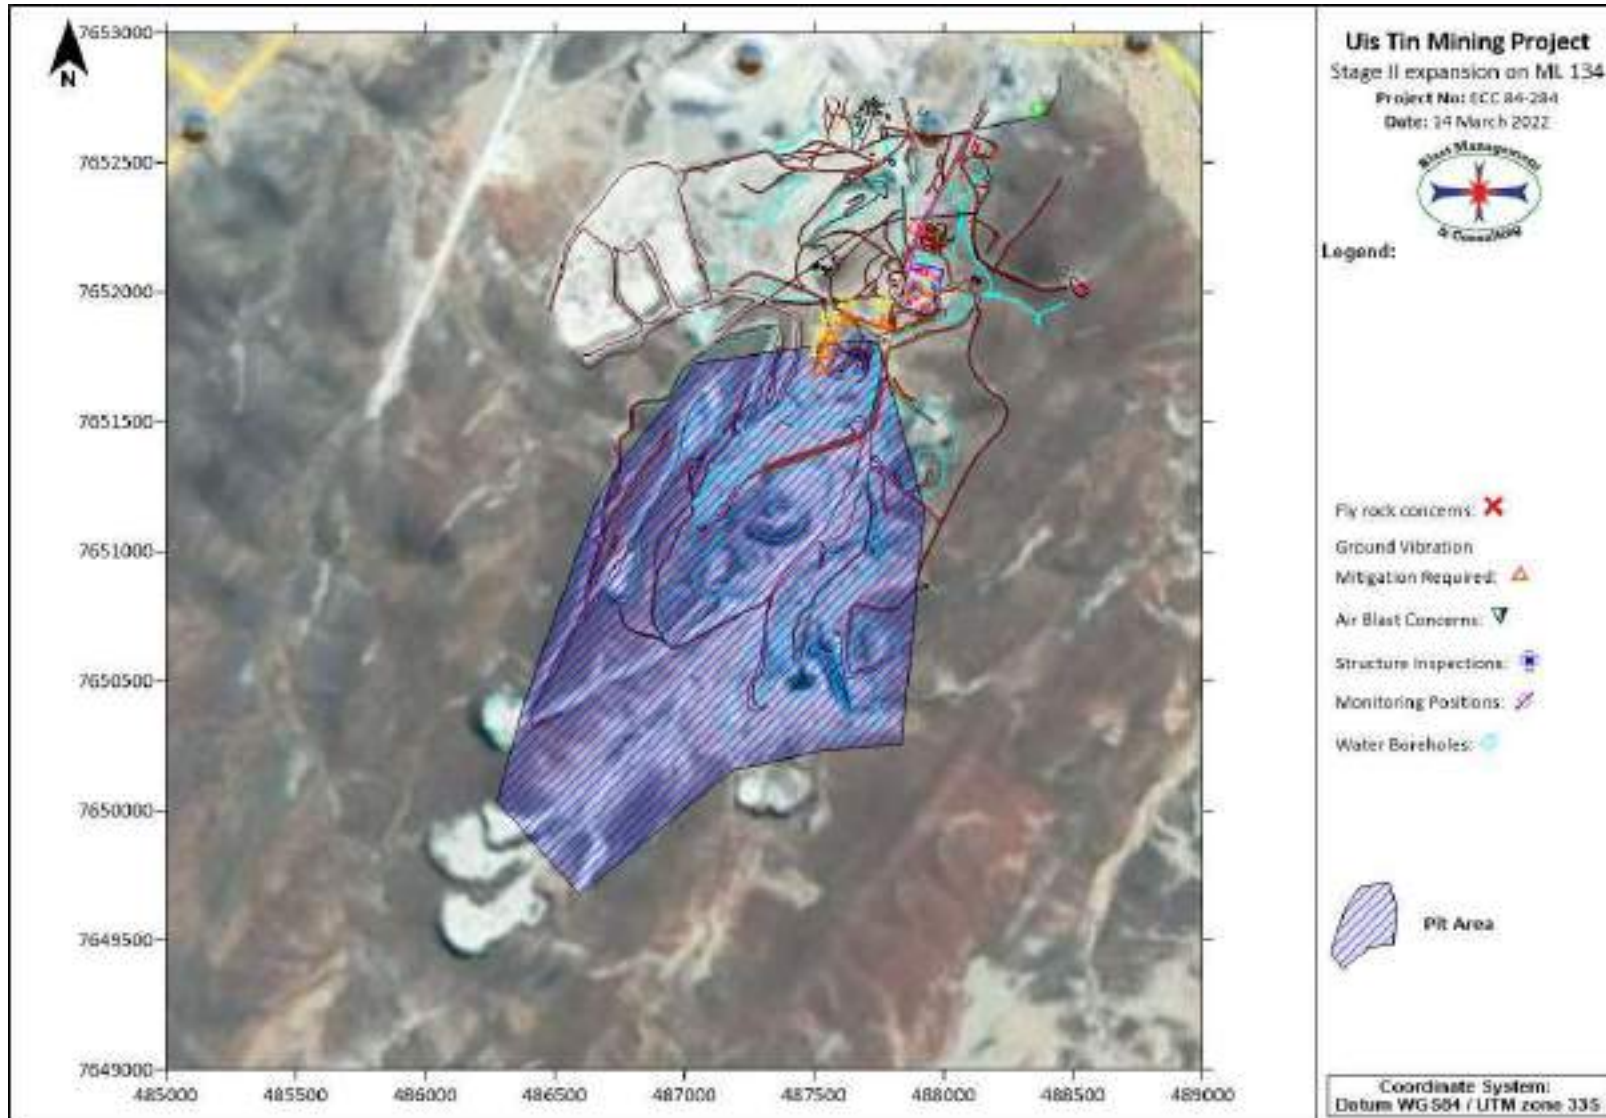 Uis Tin Mining Project
Stage II expansion on ML 134
Project No: ECC 84-284
Date: 14 March 2022
Blast Management
& Consulting
Legend:
Fly rock concerns:
Ground Vibration
Mitigation Required:
Air Blast Concerns:
Structure Inspections:
Monitoring Positions:
Water Boreholes:
Pit Area
Coordinate System:
Datum WGS84 / UTM zone 33S
N
7653000
7652500
7652000
7651500
7651000
7650500
7650000
7649500
7649000
485000 485500 486000 486500 487000 487500 488000 488500 489000